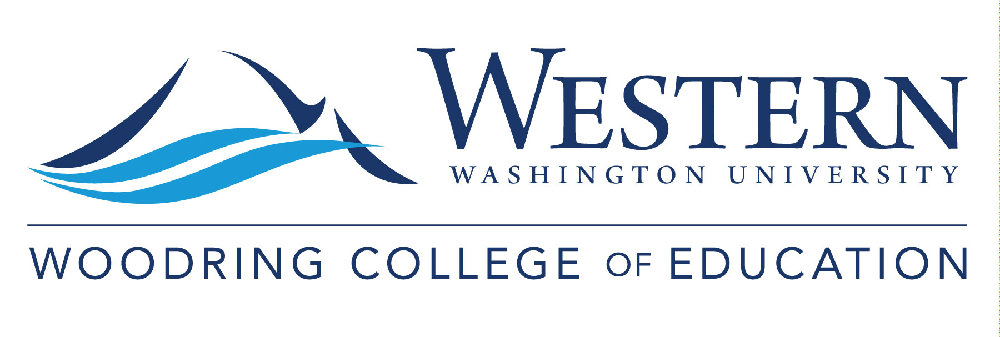 WESTERN
WASHINGTON UNIVERSITY
WOODRING COLLEGE OF EDUCATION